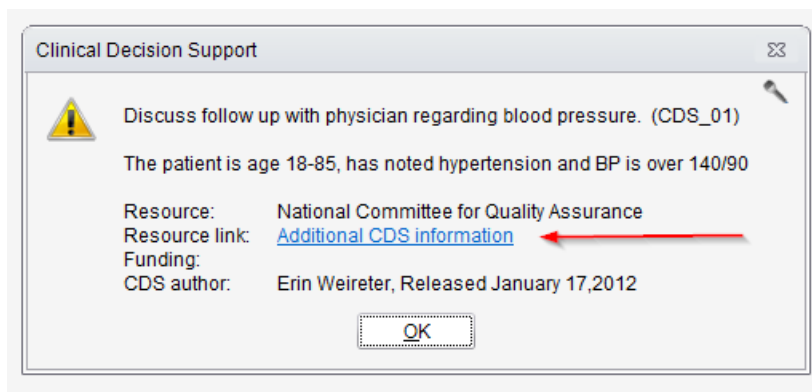 Clinical Decision Support
Discuss follow up with physician regarding blood pressure. (CDS_01)
The patient is age 18-85, has noted hypertension and BP is over 140/90
Resource: National Committee for Quality Assurance
Resource link: Additional CDS information
Funding:
CDS author: Erin Weireter, Released January 17,2012
OK